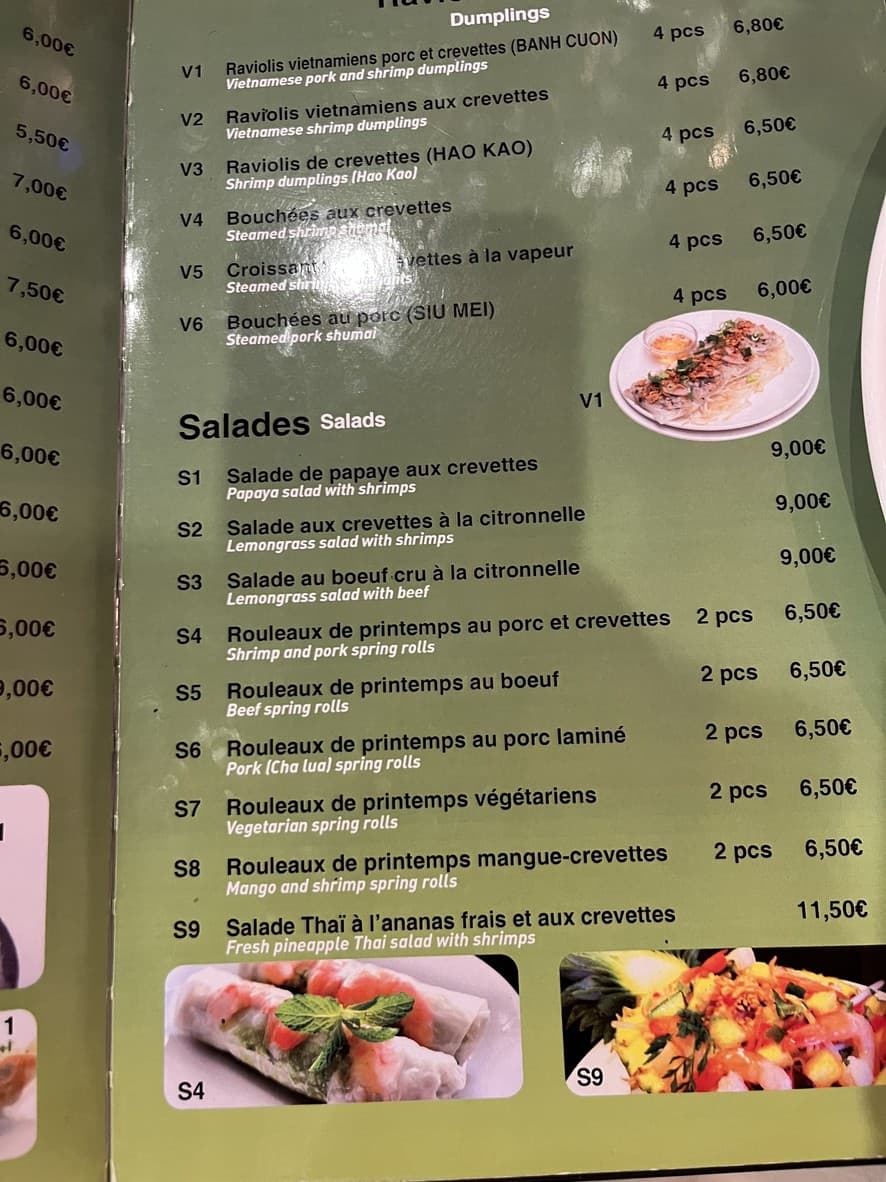 6,00€
6,00€
5,50€
7,00€
6,00€
7,50€
6,00€
6,00€
6,00€
6,00€
6,00€
,00€
,00€
,00€
1
Dumplings
V1 Raviolis vietnamiens porc et crevettes (BANH CUON) 4 pcs 6,80€
Vietnamese pork and shrimp dumplings
V2 Raviolis vietnamiens aux crevettes 4 pcs 6,80€
Vietnamese shrimp dumplings
V3 Raviolis de crevettes (HAO KAO) 4 pcs 6,50€
Shrimp dumplings (Hao Kao)
V4 Bouchées aux crevettes 4 pcs 6,50€
Steamed shrimp shumai
V5 Croissant à la vapeur 4 pcs 6,50€
Steamed
V6 Bouchées au porc (SIU MEI) 4 pcs 6,00€
Steamed pork shumai
V1
Salades Salads
S1 Salade de papaye aux crevettes 9,00€
Papaya salad with shrimps
S2 Salade aux crevettes à la citronnelle 9,00€
Lemongrass salad with shrimps
S3 Salade au boeuf cru à la citronnelle 9,00€
Lemongrass salad with beef
S4 Rouleaux de printemps au porc et crevettes 2 pcs 6,50€
Shrimp and pork spring rolls
S5 Rouleaux de printemps au boeuf 2 pcs 6,50€
Beef spring rolls
S6 Rouleaux de printemps au porc laminé 2 pcs 6,50€
Pork (Cha lua) spring rolls
S7 Rouleaux de printemps végétariens 2 pcs 6,50€
Vegetarian spring rolls
S8 Rouleaux de printemps mangue-crevettes 2 pcs 6,50€
Mango and shrimp spring rolls
S9 Salade Thaï à l'ananas frais et aux crevettes 11,50€
Fresh pineapple Thai salad with shrimps
S4
S9